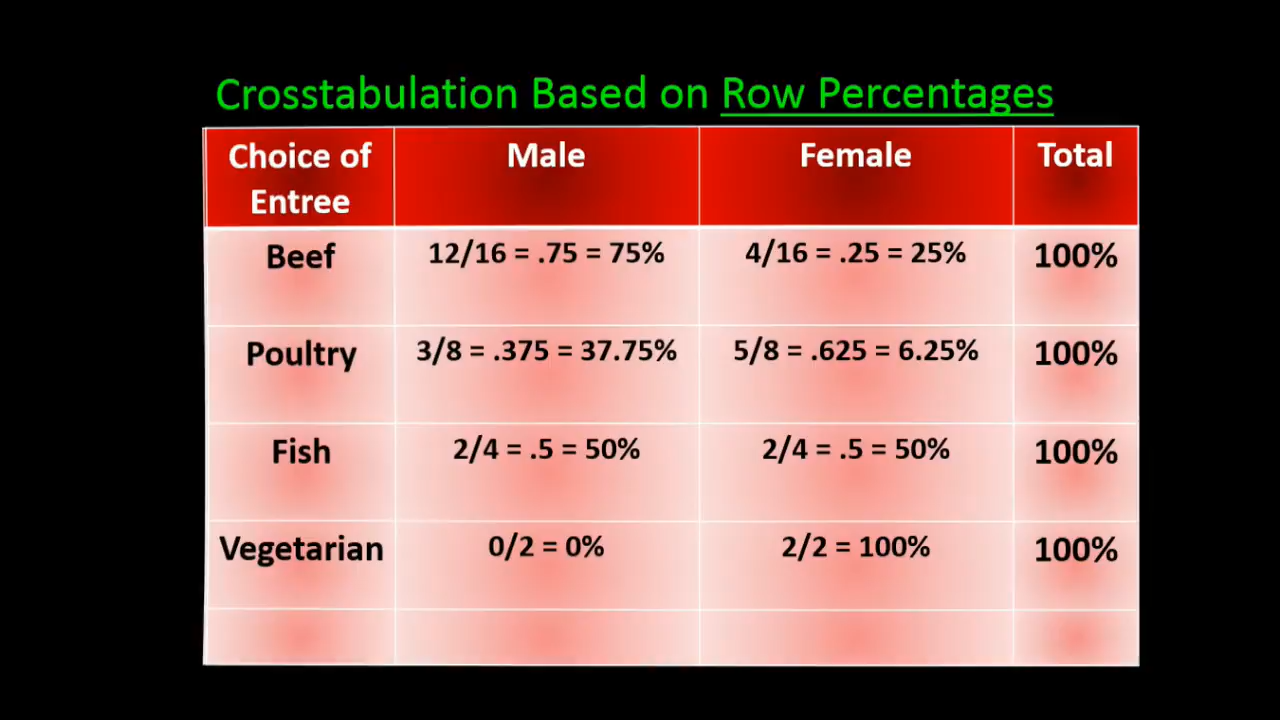 Crosstabulation Based on Row Percentages
Choice of Entree Male Female Total
Beef 12/16 = .75 = 75% 4/16 = .25 = 25% 100%
Poultry 3/8 = .375 = 37.75% 5/8 = .625 = 6.25% 100%
Fish 2/4 = .5 = 50% 2/4 = .5 = 50% 100%
Vegetarian 0/2 = 0% 2/2 = 100% 100%